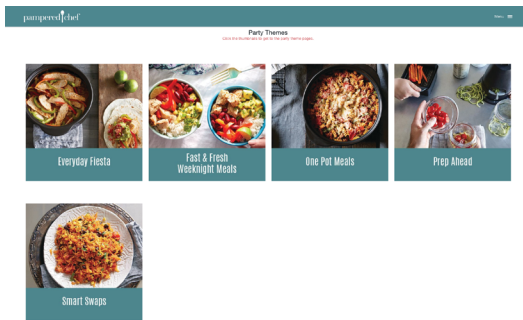 pampered chef
Menu
Party Themes
click the thumbnails to get to the party theme pages.
Everyday Fiesta
Fast & Fresh
Weeknight Meals
One Pot Meals
Prep Ahead
Smart Swaps